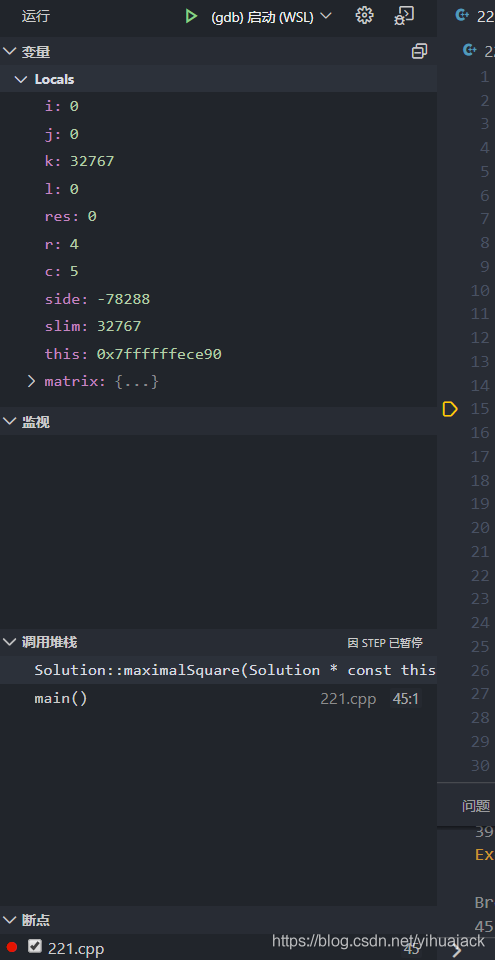 运行 (gdb) 启动 (WSL)
变量
Locals
i: 0
j: 0
k: 32767
l: 0
res: 0
r: 4
c: 5
side: -78288
slim: 32767
this: 0x7ffffffece90
matrix: {...}
监视
调用堆栈 因 STEP 已暂停
Solution::maximalSquare(Solution * const this
main() 221.cpp 45:1
断点
221.cpp 45
22
22
1
2
3
4
5
6
7
8
9
10
11
12
13
14
15
16
17
18
19
20
21
22
23
24
25
26
27
28
29
30
问题
39
Ex
Br
45
https://blog.csdn.net/yihuajack